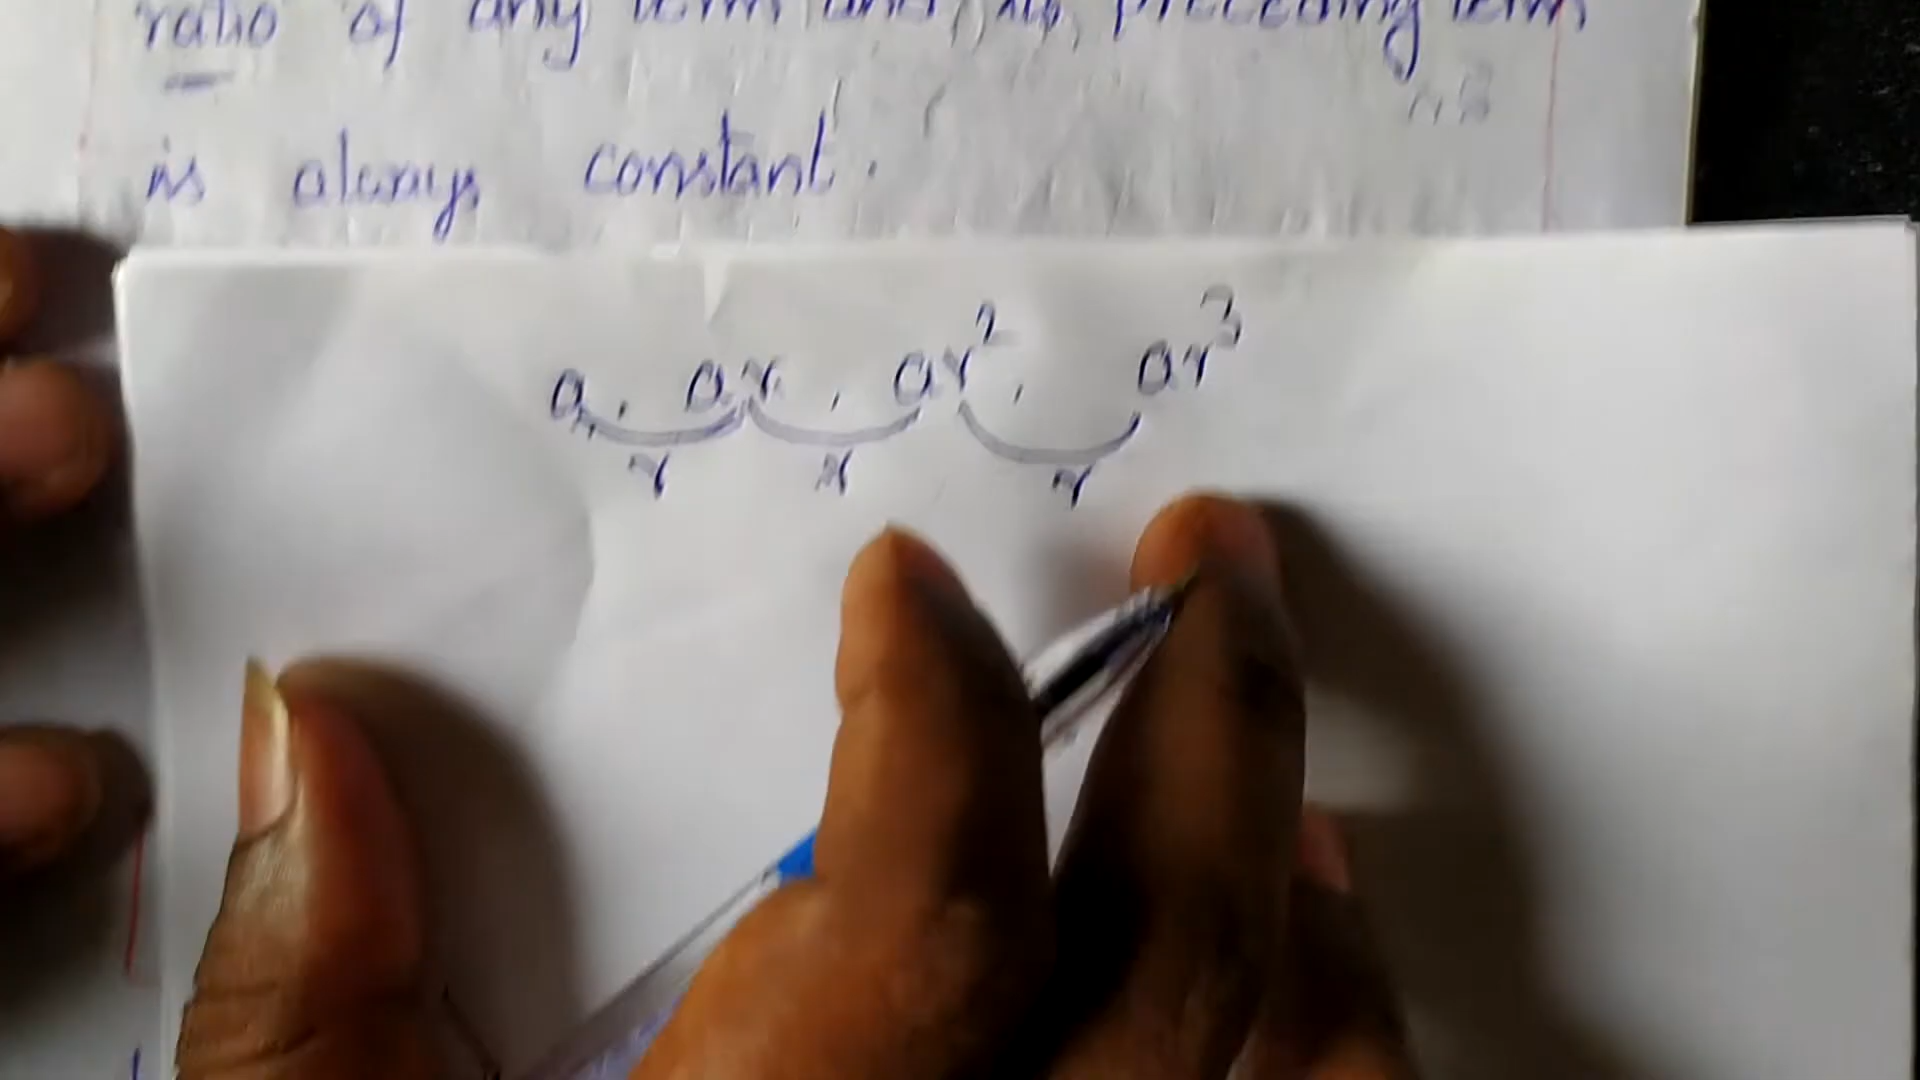 ratio of any term and its preceding term
is always constant.
a, ar, ar², ar³
r r r